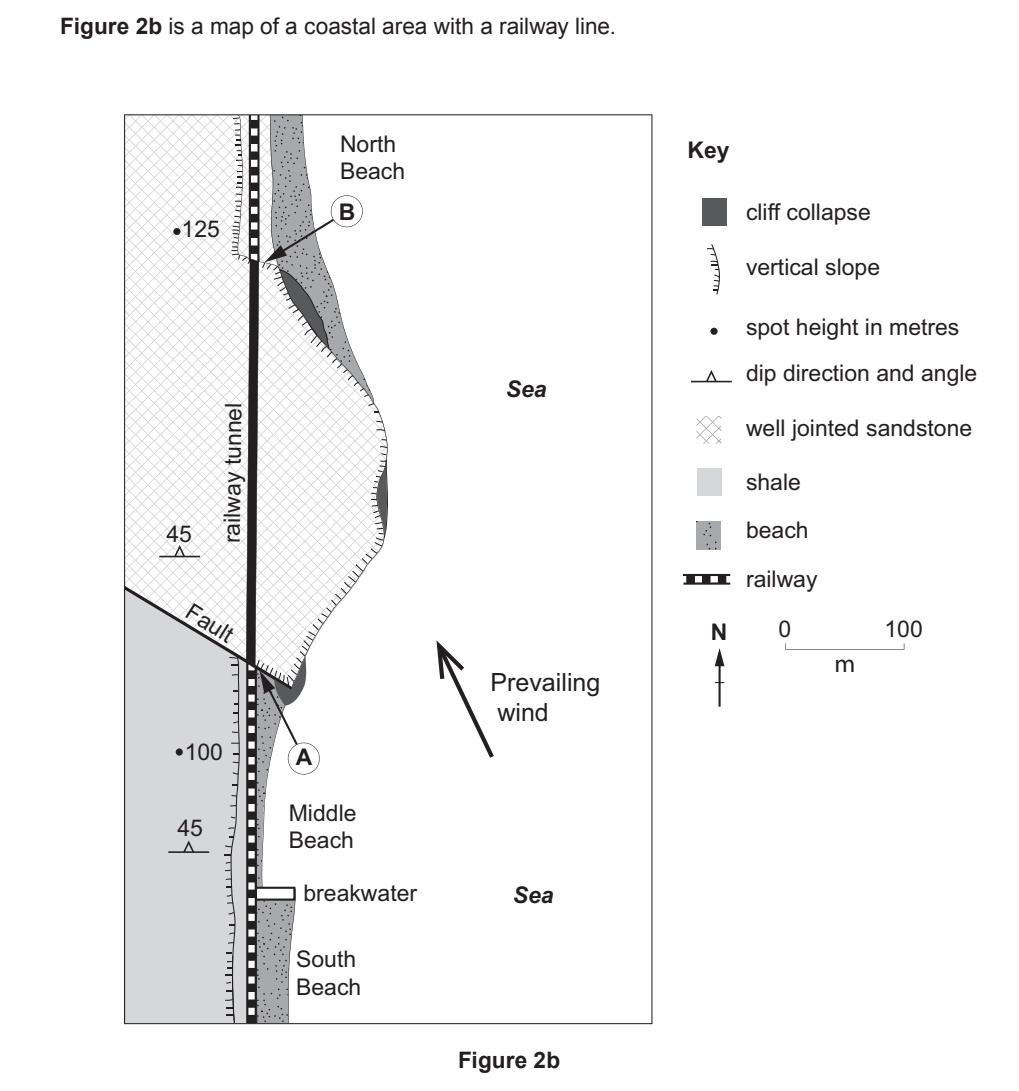 Figure 2b is a map of a coastal area with a railway line.
North
Beach
B
125
Sea
railway tunnel
45
Fault
Prevailing
wind
100
A
45
Middle
Beach
breakwater
Sea
South
Beach
Key
cliff collapse
vertical slope
spot height in metres
dip direction and angle
well jointed sandstone
shale
beach
railway
N
0 100
m
Figure 2b